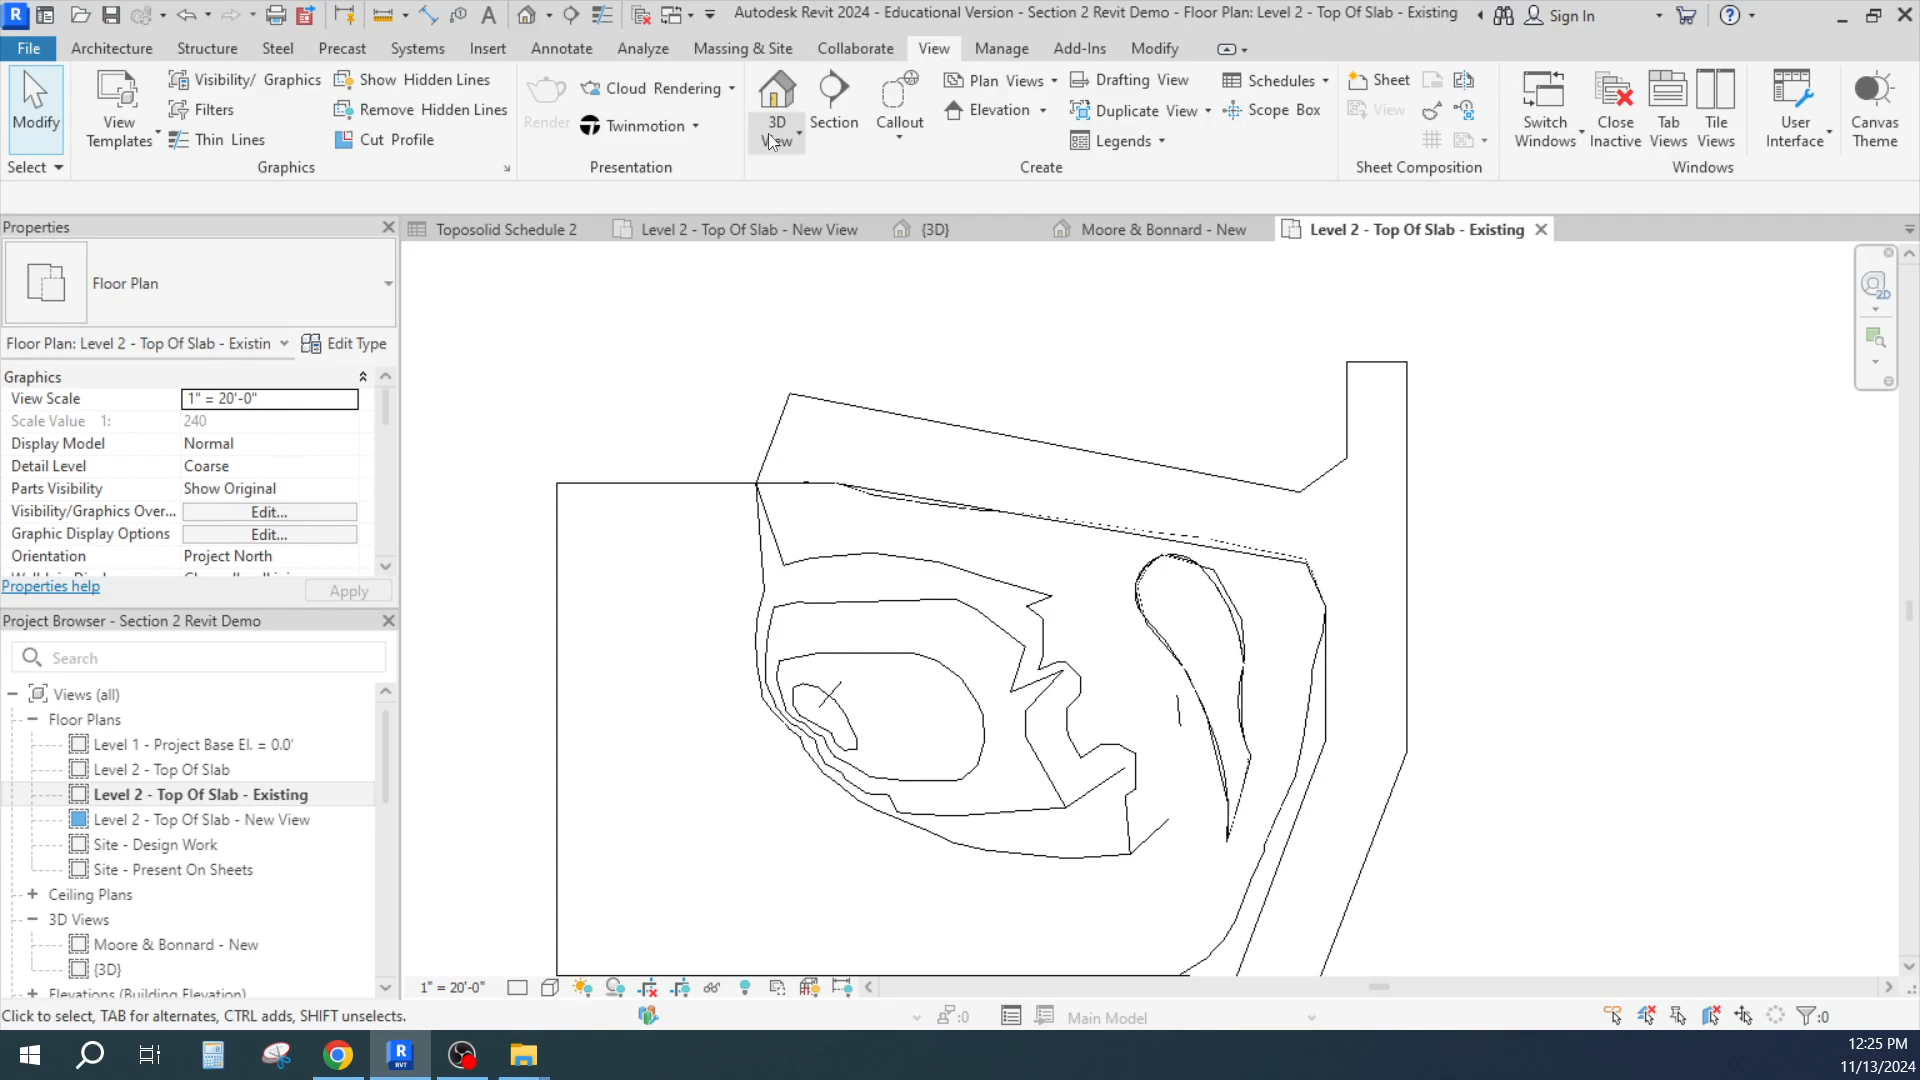 Autodesk Revit 2024 - Educational Version - Section 2 Revit Demo - Floor Plan: Level 2 - Top Of Slab - Existing
Sign In
File Architecture Structure Steel Precast Systems Insert Annotate Analyze Massing & Site Collaborate View Manage Add-Ins Modify
Modify
View Templates
Visibility/ Graphics
Filters
Thin Lines
Show Hidden Lines
Remove Hidden Lines
Cut Profile
Render
Cloud Rendering
Twinmotion
3D View
Section
Callout
Plan Views
Elevation
Drafting View
Duplicate View
Legends
Schedules
Scope Box
Sheet
View
Switch Windows
Close Inactive
Tab Views
Tile Views
User Interface
Canvas Theme
Select Graphics Presentation Create Sheet Composition Windows
Properties
Toposolid Schedule 2 Level 2 - Top Of Slab - New View {3D} Moore & Bonnard - New Level 2 - Top Of Slab - Existing
Floor Plan
Floor Plan: Level 2 - Top Of Slab - Existin Edit Type
Graphics
View Scale 1" = 20'-0"
Scale Value 1: 240
Display Model Normal
Detail Level Coarse
Parts Visibility Show Original
Visibility/Graphics Over... Edit...
Graphic Display Options Edit...
Orientation Project North
Properties help Apply
Project Browser - Section 2 Revit Demo
Search
Views (all)
Floor Plans
Level 1 - Project Base El. = 0.0'
Level 2 - Top Of Slab
Level 2 - Top Of Slab - Existing
Level 2 - Top Of Slab - New View
Site - Design Work
Site - Present On Sheets
Ceiling Plans
3D Views
Moore & Bonnard - New
{3D}
Elevations (Building Elevation)
1" = 20'-0"
Click to select, TAB for alternates, CTRL adds, SHIFT unselects.
:0
Main Model
:0
2D
12:25 PM
11/13/2024